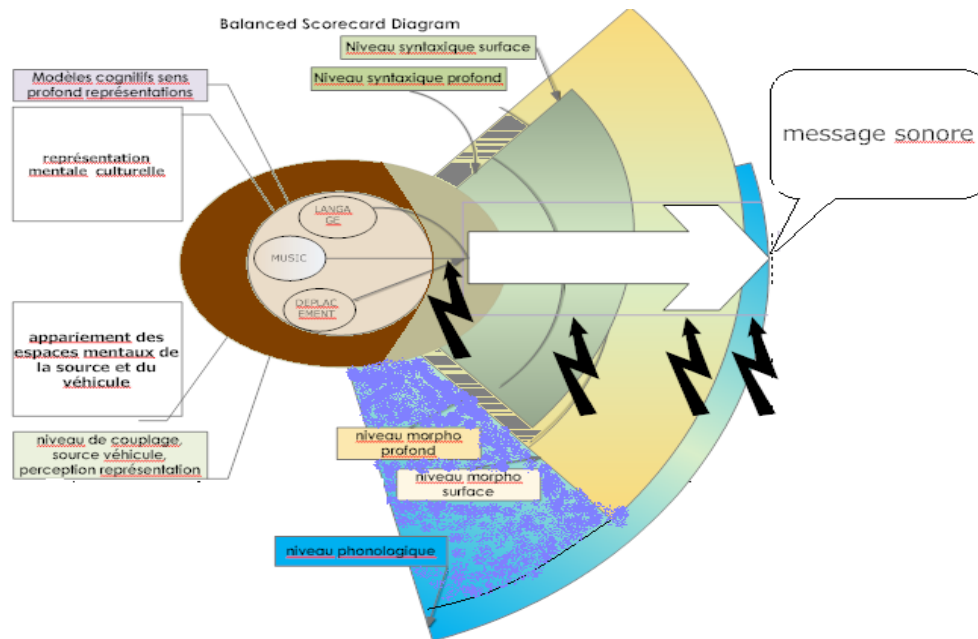 Balanced Scorecard Diagram
Niveau syntaxique surface
Niveau syntaxique profond
Modèles cognitifs sens
profond représentations
représentation
mentale culturelle
LANGA
GE
MUSIC
DEPLAC
EMENT
message sonore
appariement des
espaces mentaux de
la source et du
véhicule
niveau de couplage,
source véhicule,
perception représentation
niveau morpho
profond
niveau morpho
surface
niveau phonologique